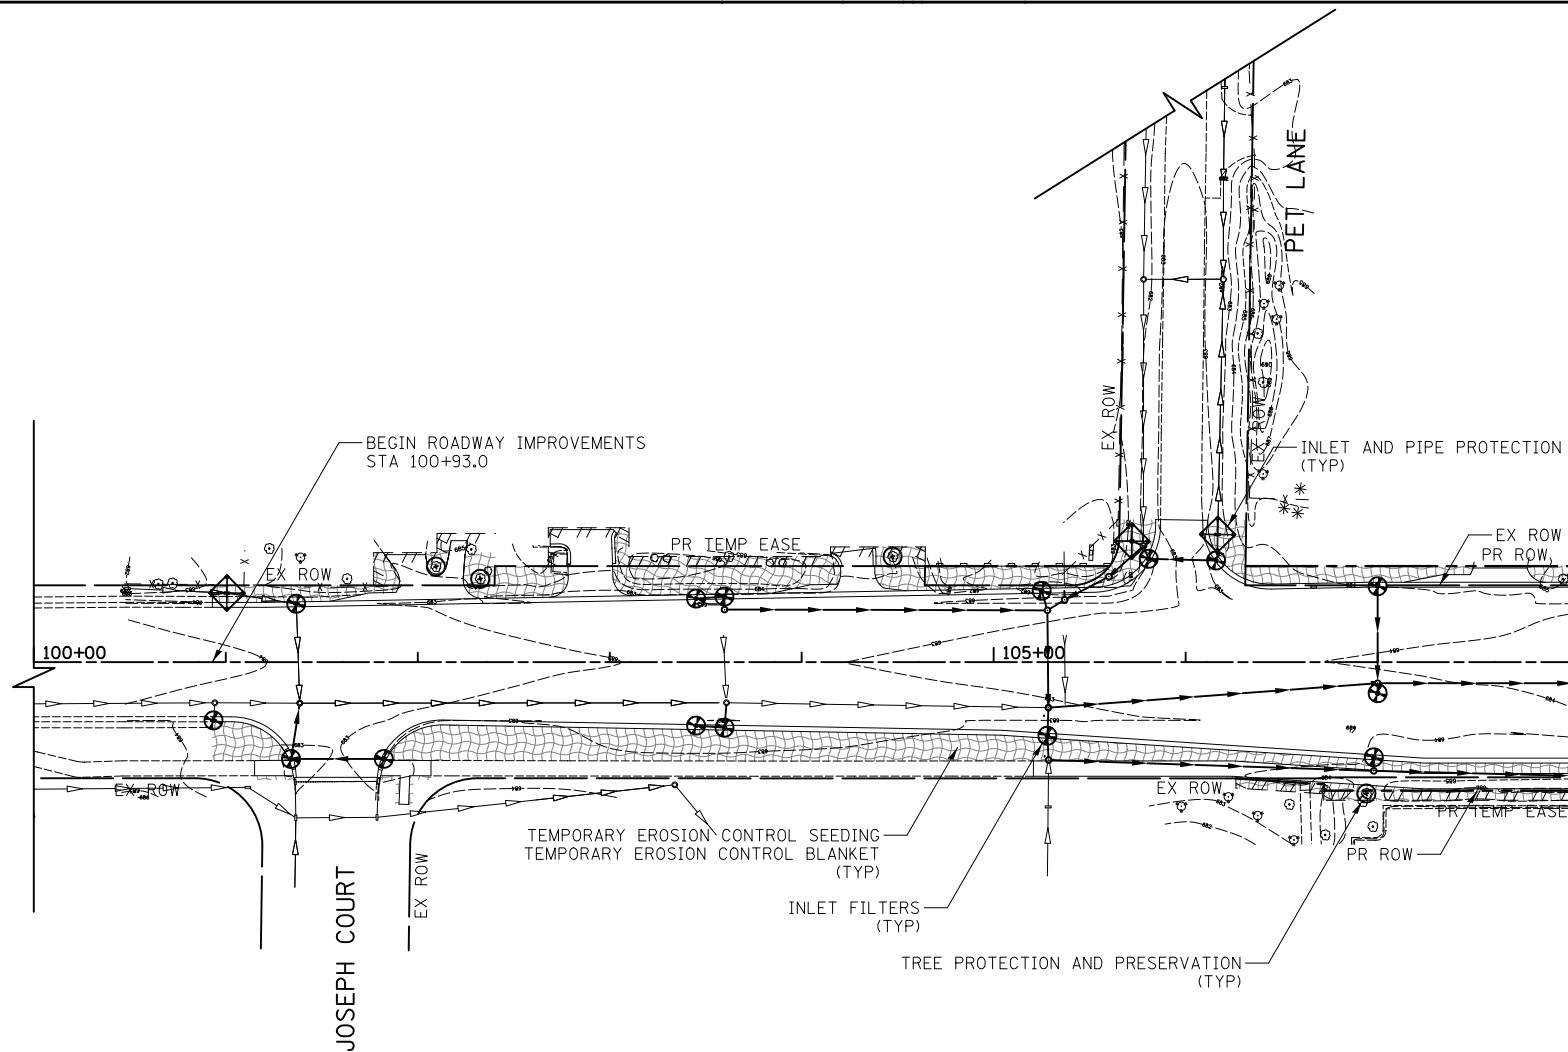 PET LANE
BEGIN ROADWAY IMPROVEMENTS
STA 100+93.0
EX ROW
EX ROW
INLET AND PIPE PROTECTION
(TYP)
EX ROW
PR ROW
PR TEMP EASE
EX ROW
100+00
105+00
EX ROW
EX ROW
PR TEMP EASE
TEMPORARY EROSION CONTROL SEEDING
TEMPORARY EROSION CONTROL BLANKET
(TYP)
PR ROW
EX ROW
JOSEPH COURT
INLET FILTERS
(TYP)
TREE PROTECTION AND PRESERVATION
(TYP)